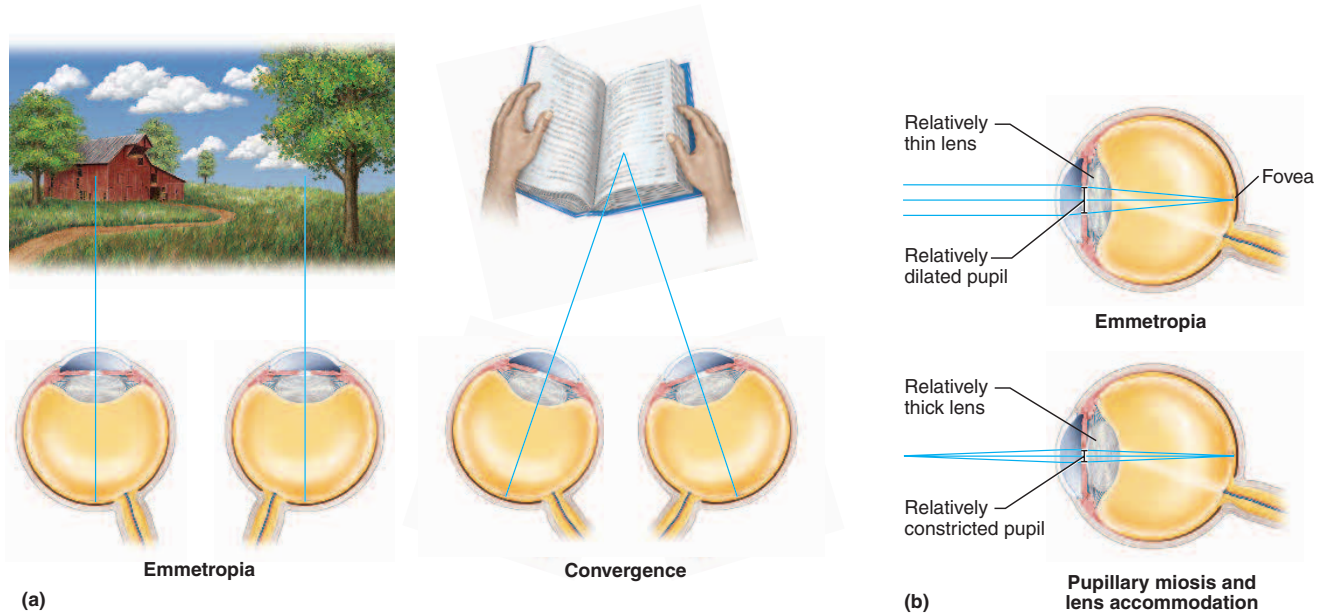 Emmetropia
Convergence
(a)
Relatively
thin lens
Fovea
Relatively
dilated pupil
Emmetropia
Relatively
thick lens
Relatively
constricted pupil
Pupillary miosis and
lens accommodation
(b)